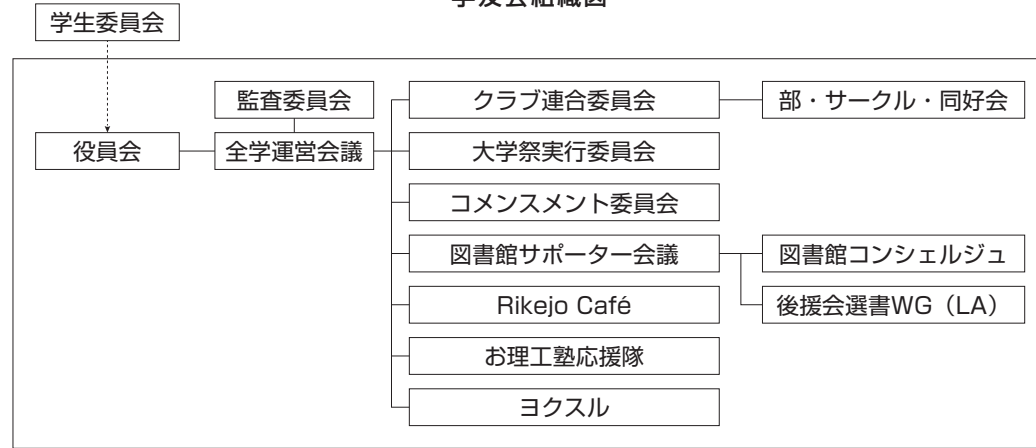 学友会組織図
学生委員会
監査委員会
クラブ連合委員会
部・サークル・同好会
役員会
全学運営会議
大学祭実行委員会
コメンスメント委員会
図書館サポーター会議
図書館コンシェルジュ
Rikejo Café
後援会選書WG（LA）
お理工塾応援隊
ヨクスル